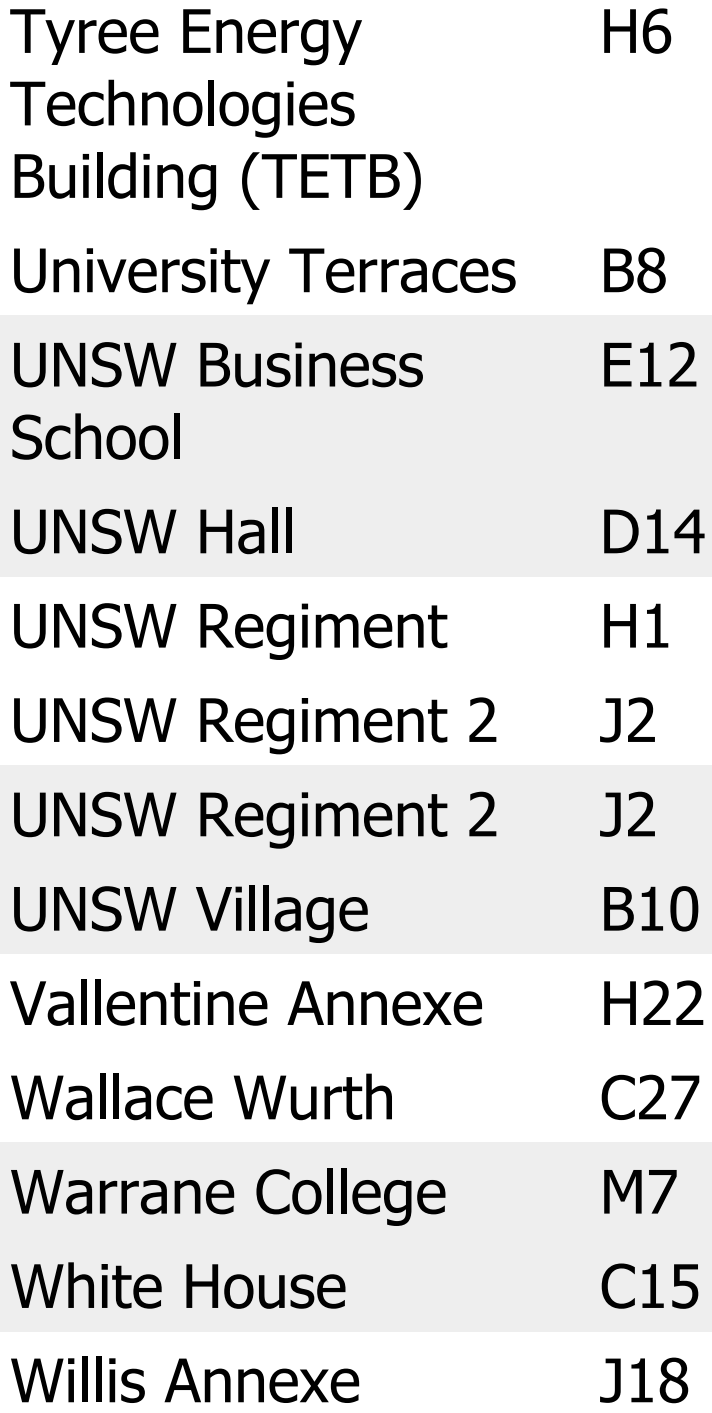 Tyree Energy H6
Technologies
Building (TETB)
University Terraces B8
UNSW Business E12
School
UNSW Hall D14
UNSW Regiment H1
UNSW Regiment 2 J2
UNSW Regiment 2 J2
UNSW Village B10
Vallentine Annexe H22
Wallace Wurth C27
Warrane College M7
White House C15
Willis Annexe J18